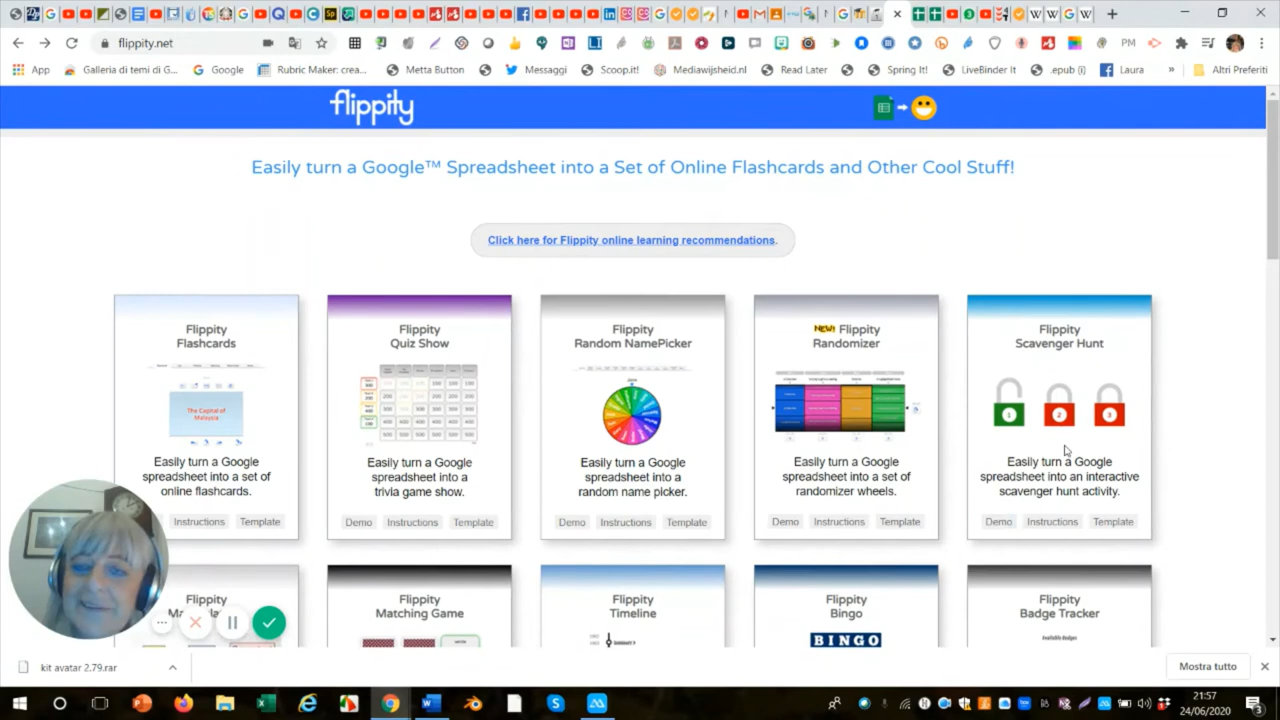 flippity.net
App
Galleria di temi di G...
Google
Rubric Maker: crea...
Metta Button
Messaggi
Scoop.it!
Mediawijsheid.nl
Read Later
Spring It!
LiveBinder It
.epub (i)
Laura
»
Altri Preferiti
flippity
Easily turn a Google™ Spreadsheet into a Set of Online Flashcards and Other Cool Stuff!
Click here for Flippity online learning recommendations.
Flippity
Flashcards
The Capital of
Malaysia
Easily turn a Google
spreadsheet into a set of
online flashcards.
Instructions Template
Flippity
Quiz Show
Easily turn a Google
spreadsheet into a
trivia game show.
Demo Instructions Template
Flippity
Random NamePicker
Easily turn a Google
spreadsheet into a
random name picker.
Demo Instructions Template
NEW! Flippity
Randomizer
Easily turn a Google
spreadsheet into a set of
randomizer wheels.
Demo Instructions Template
Flippity
Scavenger Hunt
1 2 3
Easily turn a Google
spreadsheet into an interactive
scavenger hunt activity.
Demo Instructions Template
Flippity
Flippity
Matching Game
Flippity
Timeline
Flippity
Bingo
BINGO
Flippity
Badge Tracker
Available Badges
kit avatar 2.79.rar
Mostra tutto
21:57
24/06/2020